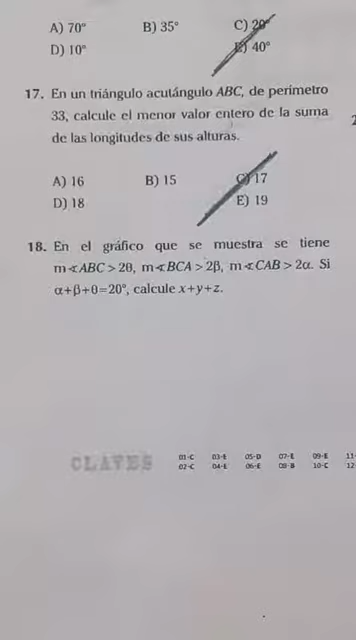 A) 70° B) 35° C) 20°
D) 10° E) 40°
17. En un triángulo acutángulo ABC, de perímetro
33, calcule el menor valor entero de la suma
de las longitudes de sus alturas.
A) 16 B) 15 C) 17
D) 18 E) 19
18. En el gráfico que se muestra se tiene
m∢ABC>2θ, m∢BCA>2β, m∢CAB>2α. Si
α+β+θ=20°, calcule x+y+z.
CLAVES
01-C 03-E 05-D 07-E 09-E 11-
02-C 04-E 06-E 08-B 10-C 12